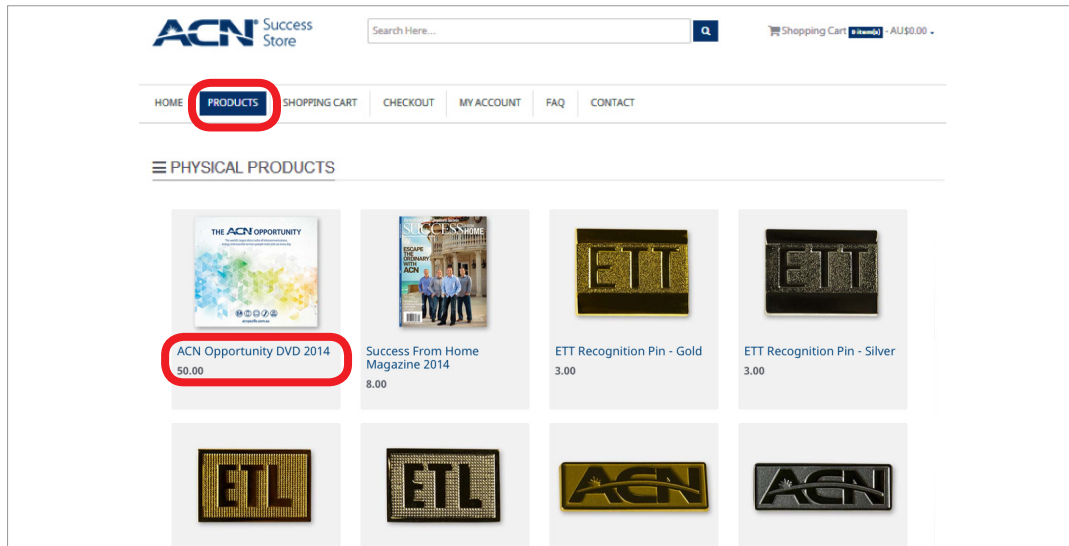 ACN Success
Store
Search Here...
Shopping Cart 0 item(s) - AU$0.00
HOME PRODUCTS SHOPPING CART CHECKOUT MY ACCOUNT FAQ CONTACT
PHYSICAL PRODUCTS
THE ACN OPPORTUNITY
SUCCESS HOME
ESCAPE
THE
ORDINARY
WITH
ACN
ETT
ETT
ACN Opportunity DVD 2014
50.00
Success From Home
Magazine 2014
8.00
ETT Recognition Pin - Gold
3.00
ETT Recognition Pin - Silver
3.00
ETL
ETL
ACN
ACN